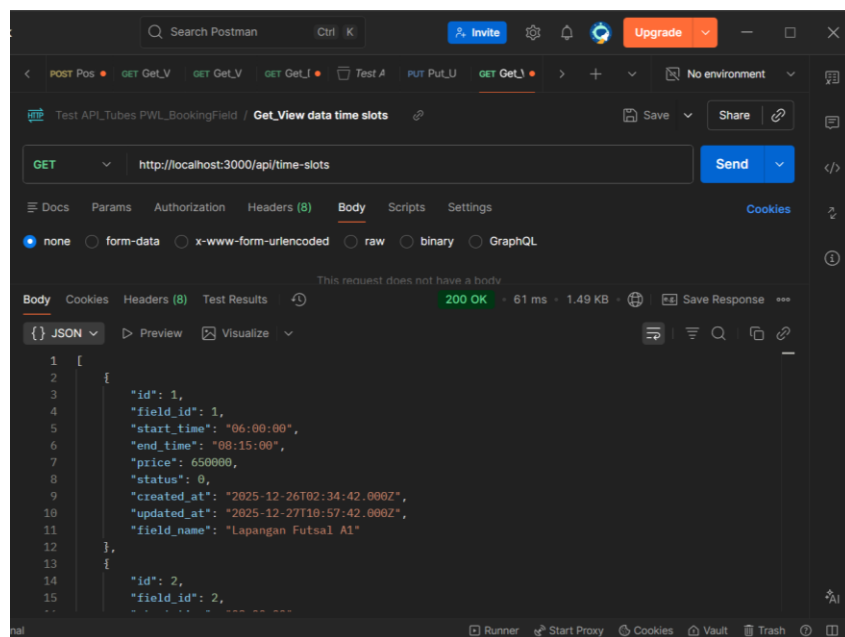 Search Postman Ctrl K Invite Upgrade
POST Pos GET Get_V GET Get_V GET Get_[ Test A PUT Put_U GET Get_\ No environment
HTTP Test API_Tubes PWL_BookingField / Get_View data time slots Save Share
GET http://localhost:3000/api/time-slots Send
Docs Params Authorization Headers (8) Body Scripts Settings Cookies
none form-data x-www-form-urlencoded raw binary GraphQL
This request does not have a body
Body Cookies Headers (8) Test Results 200 OK • 61 ms • 1.49 KB Save Response
{} JSON Preview Visualize
1 [
2 {
3 "id": 1,
4 "field_id": 1,
5 "start_time": "06:00:00",
6 "end_time": "08:15:00",
7 "price": 650000,
8 "status": 0,
9 "created_at": "2025-12-26T02:34:42.000Z",
10 "updated_at": "2025-12-27T10:57:42.000Z",
11 "field_name": "Lapangan Futsal A1"
12 },
13 {
14 "id": 2,
15 "field_id": 2,
AI
nal Runner Start Proxy Cookies Vault Trash